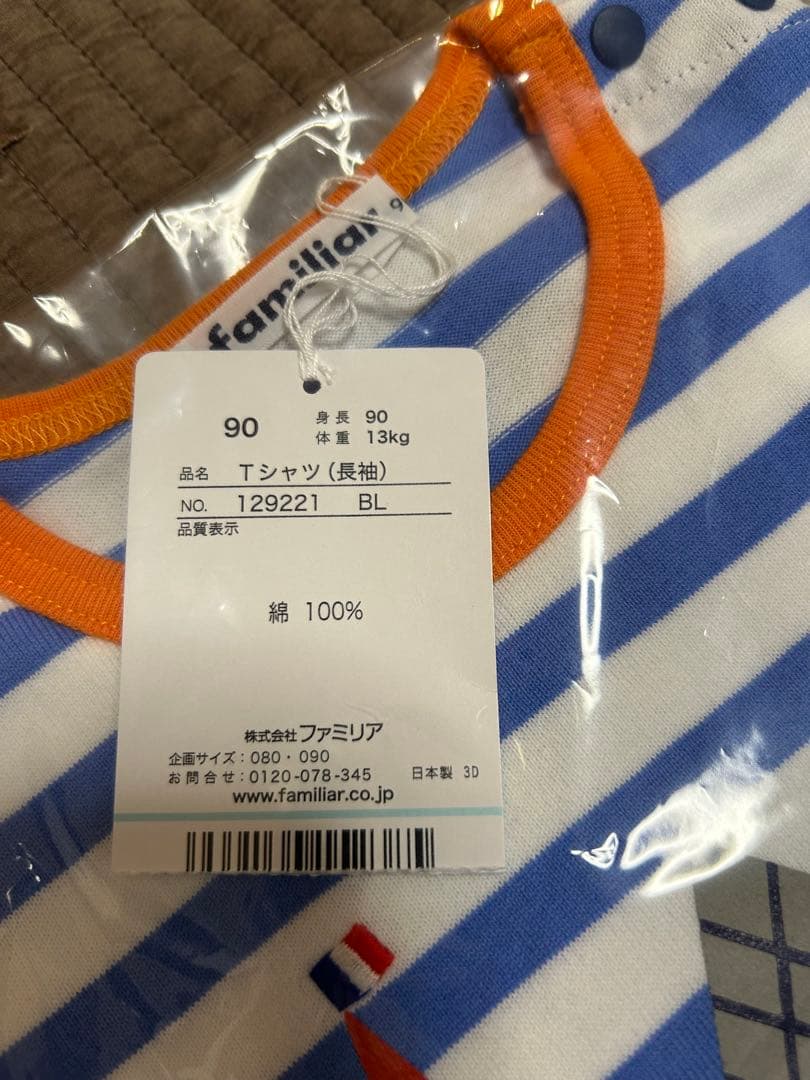 familiar 9
90
身長 90
体重 13kg
品名 Tシャツ(長袖)
NO. 129221 BL
品質表示
綿 100%
株式会社ファミリア
企画サイズ：080・090
お問合せ：0120-078-345 日本製 3D
www.familiar.co.jp